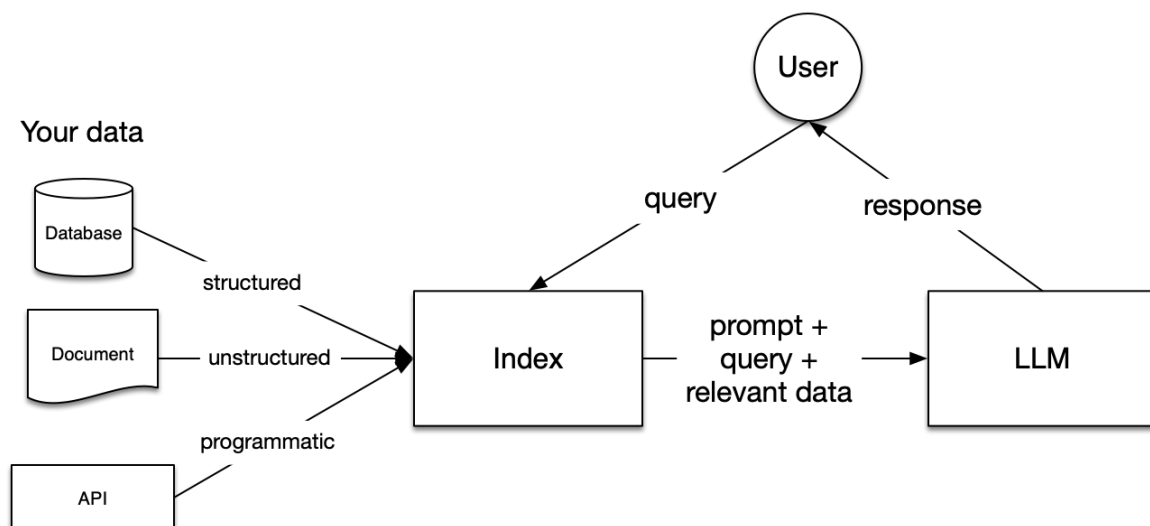 User
Your data
query
response
Database
structured
Document
unstructured
Index
prompt +
query +
relevant data
LLM
programmatic
API